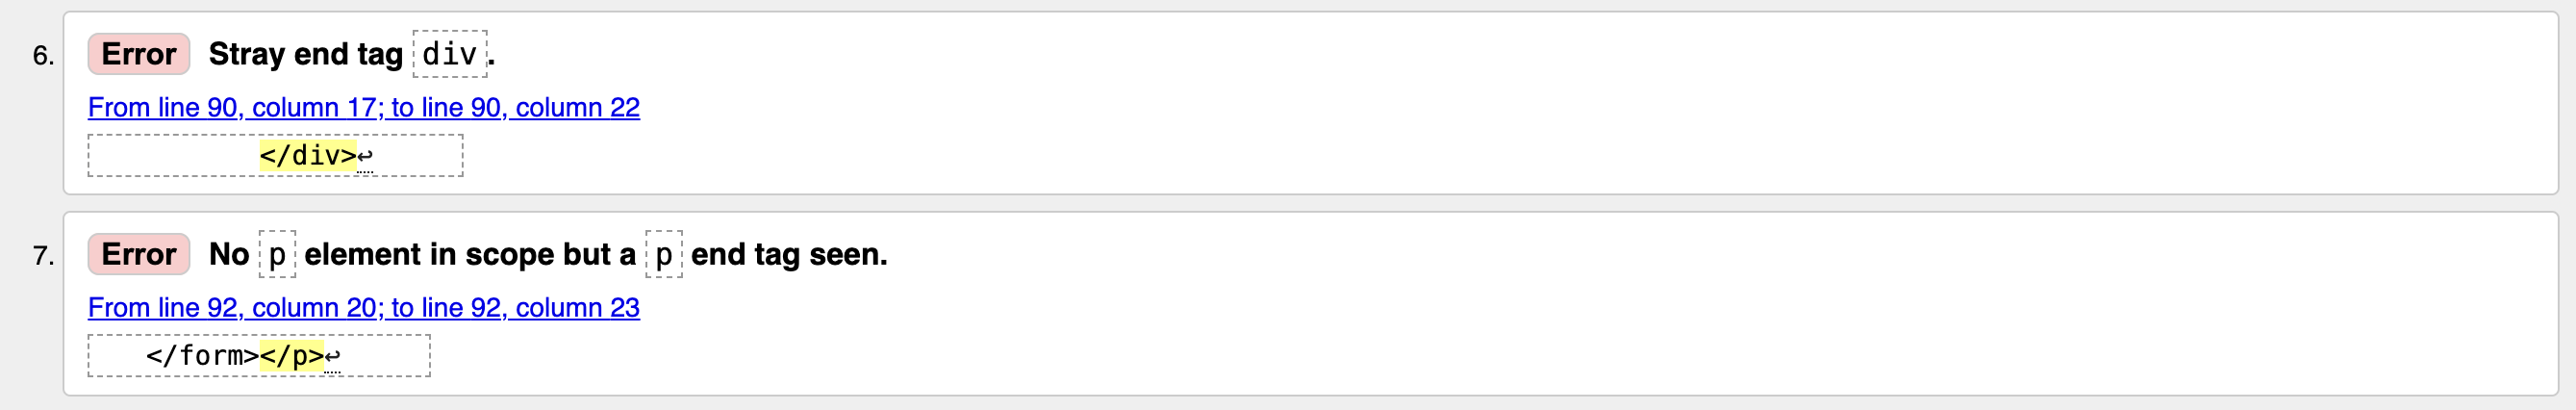 6. Error Stray end tag div.
From line 90, column 17; to line 90, column 22
</div>↩
7. Error No p element in scope but a p end tag seen.
From line 92, column 20; to line 92, column 23
</form></p>↩